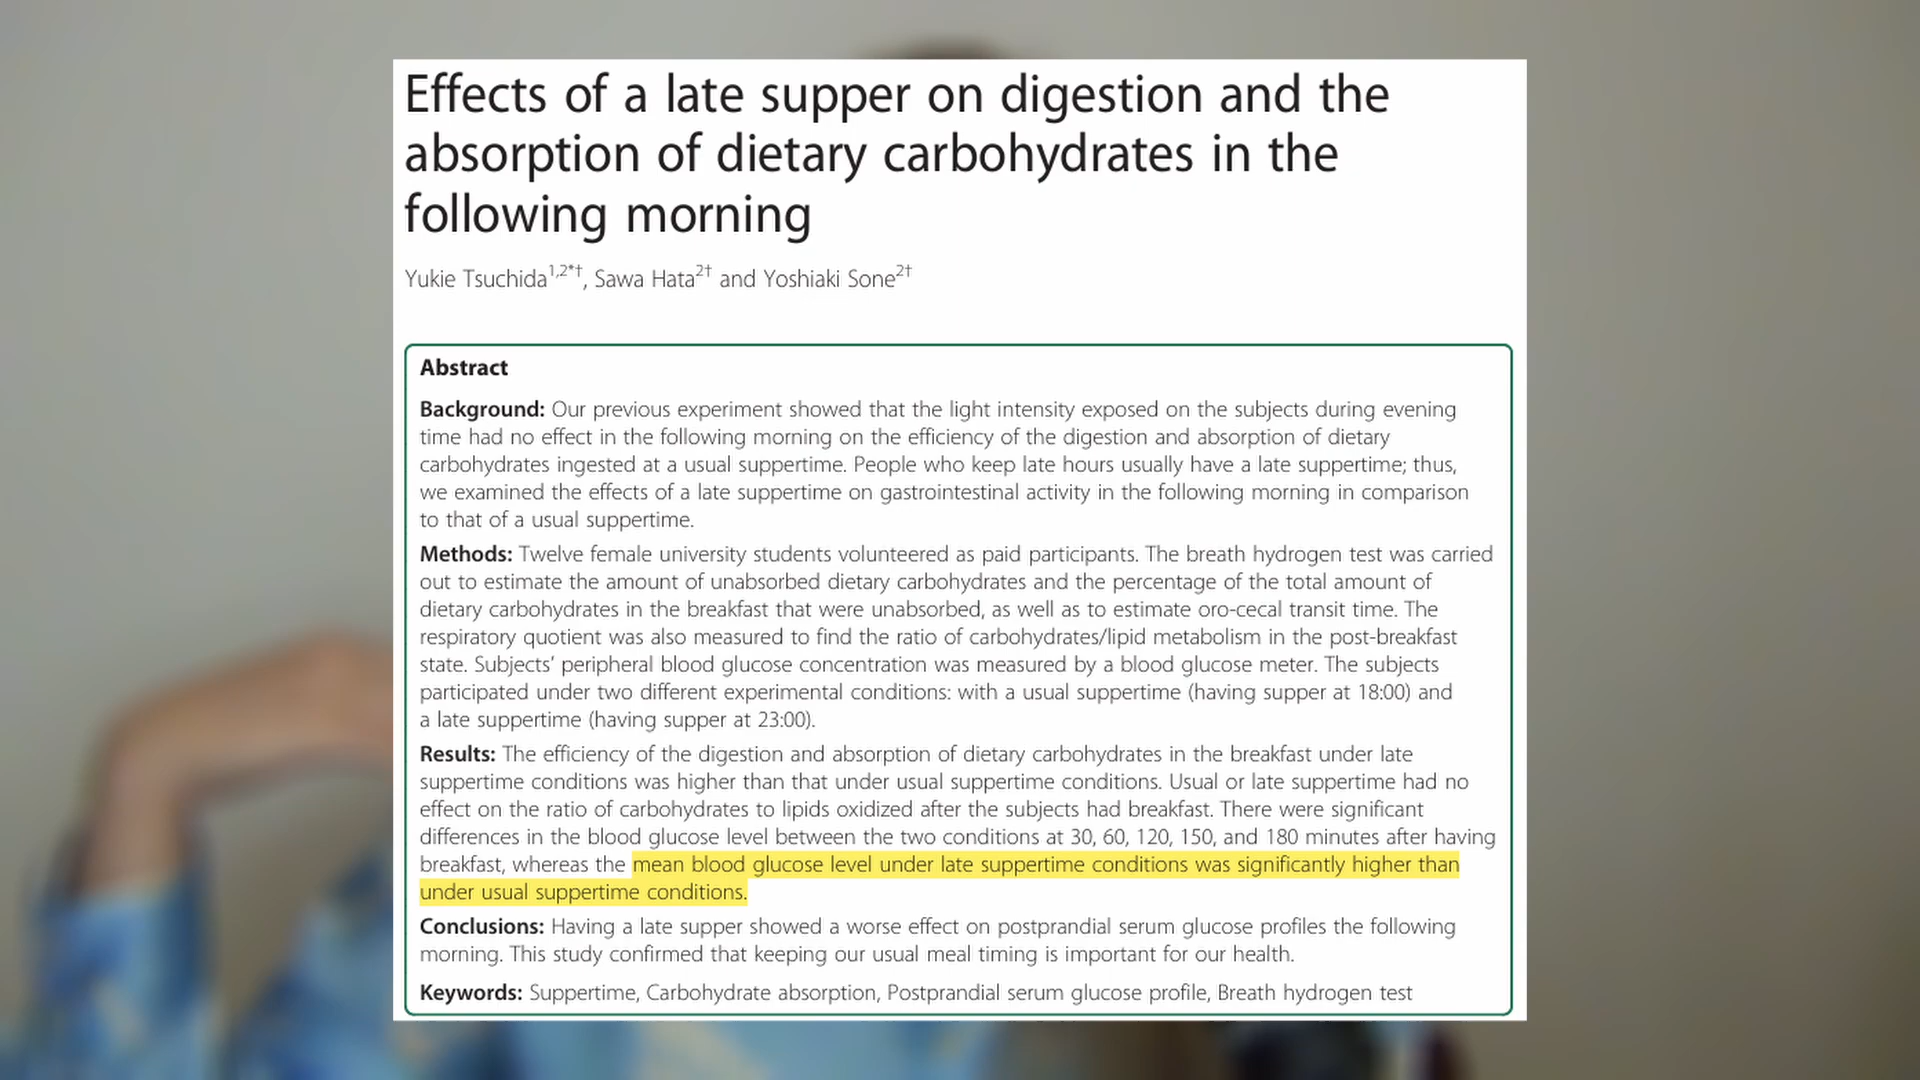 Effects of a late supper on digestion and the
absorption of dietary carbohydrates in the
following morning
Yukie Tsuchida1,2*†, Sawa Hata2† and Yoshiaki Sone2†
Abstract
Background: Our previous experiment showed that the light intensity exposed on the subjects during evening
time had no effect in the following morning on the efficiency of the digestion and absorption of dietary
carbohydrates ingested at a usual suppertime. People who keep late hours usually have a late suppertime; thus,
we examined the effects of a late suppertime on gastrointestinal activity in the following morning in comparison
to that of a usual suppertime.
Methods: Twelve female university students volunteered as paid participants. The breath hydrogen test was carried
out to estimate the amount of unabsorbed dietary carbohydrates and the percentage of the total amount of
dietary carbohydrates in the breakfast that were unabsorbed, as well as to estimate oro-cecal transit time. The
respiratory quotient was also measured to find the ratio of carbohydrates/lipid metabolism in the post-breakfast
state. Subjects' peripheral blood glucose concentration was measured by a blood glucose meter. The subjects
participated under two different experimental conditions: with a usual suppertime (having supper at 18:00) and
a late suppertime (having supper at 23:00).
Results: The efficiency of the digestion and absorption of dietary carbohydrates in the breakfast under late
suppertime conditions was higher than that under usual suppertime conditions. Usual or late suppertime had no
effect on the ratio of carbohydrates to lipids oxidized after the subjects had breakfast. There were significant
differences in the blood glucose level between the two conditions at 30, 60, 120, 150, and 180 minutes after having
breakfast, whereas the mean blood glucose level under late suppertime conditions was significantly higher than
under usual suppertime conditions.
Conclusions: Having a late supper showed a worse effect on postprandial serum glucose profiles the following
morning. This study confirmed that keeping our usual meal timing is important for our health.
Keywords: Suppertime, Carbohydrate absorption, Postprandial serum glucose profile, Breath hydrogen test